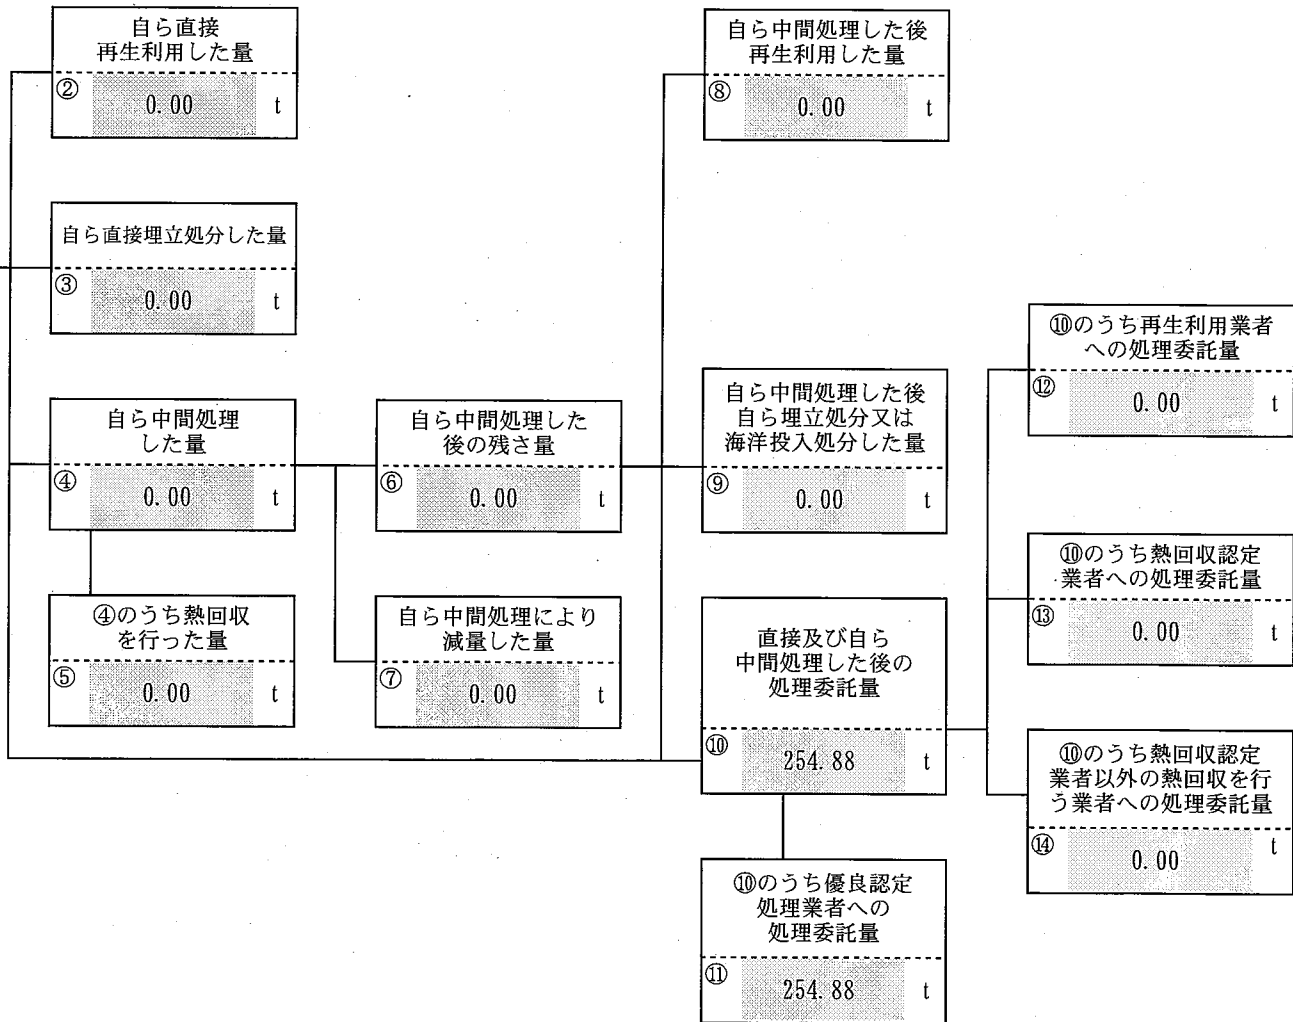 自ら直接
再生利用した量
② 0.00 t
自ら直接埋立処分した量
③ 0.00 t
自ら中間処理
した量
④ 0.00 t
④のうち熱回収
を行った量
⑤ 0.00 t
自ら中間処理した
後の残さ量
⑥ 0.00 t
自ら中間処理により
減量した量
⑦ 0.00 t
自ら中間処理した後
再生利用した量
⑧ 0.00 t
自ら中間処理した後
自ら埋立処分又は
海洋投入処分した量
⑨ 0.00 t
直接及び自ら
中間処理した後の
処理委託量
⑩ 254.88 t
⑩のうち優良認定
処理業者への
処理委託量
⑪ 254.88 t
⑩のうち再生利用業者
への処理委託量
⑫ 0.00 t
⑩のうち熱回収認定
業者への処理委託量
⑬ 0.00 t
⑩のうち熱回収認定
業者以外の熱回収を行
う業者への処理委託量
⑭ 0.00 t